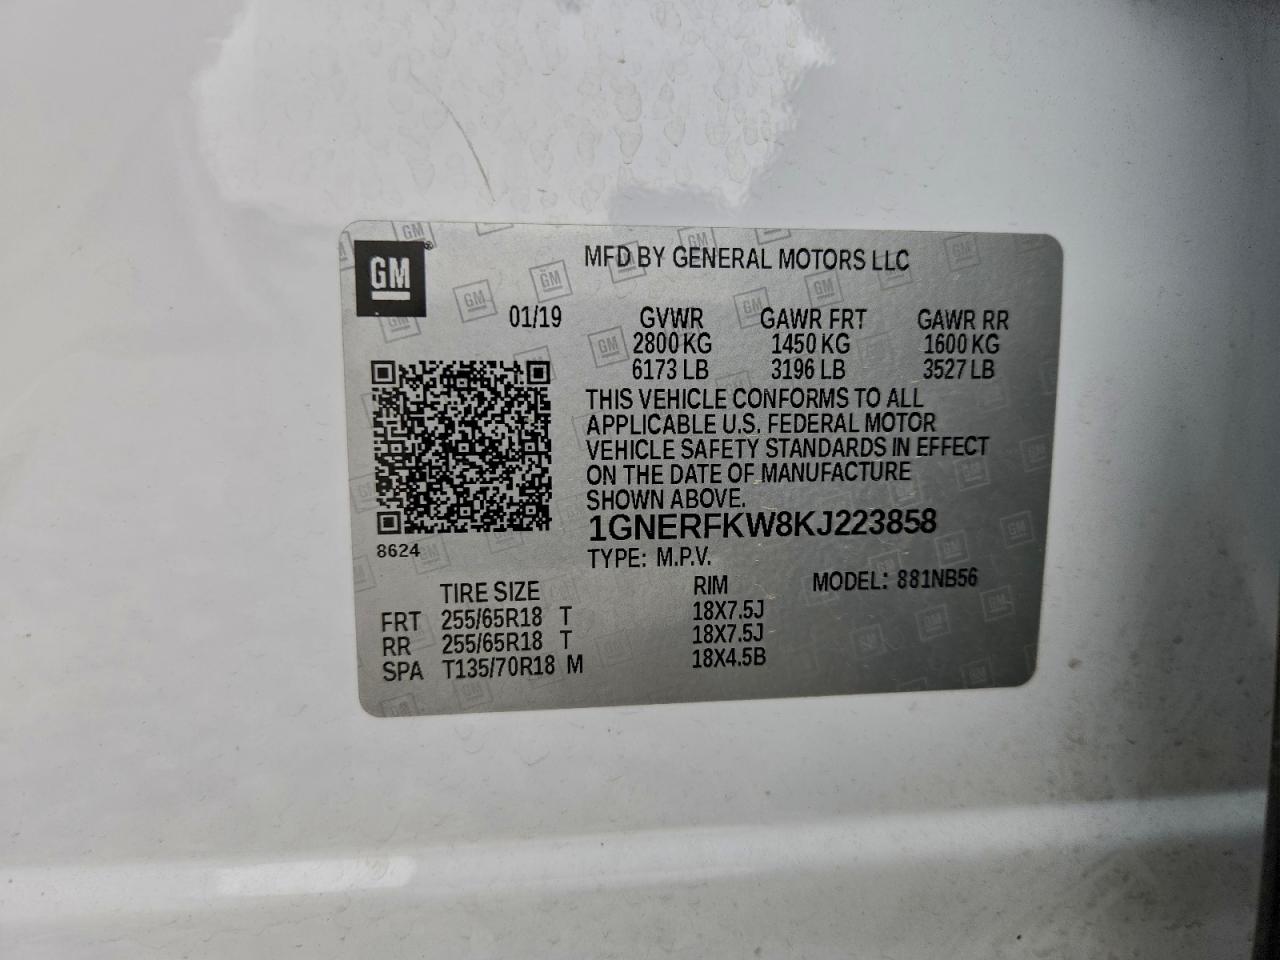 GM®
MFD BY GENERAL MOTORS LLC
01/19 GVWR GAWR FRT GAWR RR
2800 KG 1450 KG 1600 KG
6173 LB 3196 LB 3527 LB
THIS VEHICLE CONFORMS TO ALL
APPLICABLE U.S. FEDERAL MOTOR
VEHICLE SAFETY STANDARDS IN EFFECT
ON THE DATE OF MANUFACTURE
SHOWN ABOVE.
1GNERFKW8KJ223858
8624
TYPE: M.P.V.
TIRE SIZE RIM MODEL: 881NB56
FRT 255/65R18 T 18X7.5J
RR 255/65R18 T 18X7.5J
SPA T135/70R18 M 18X4.5B